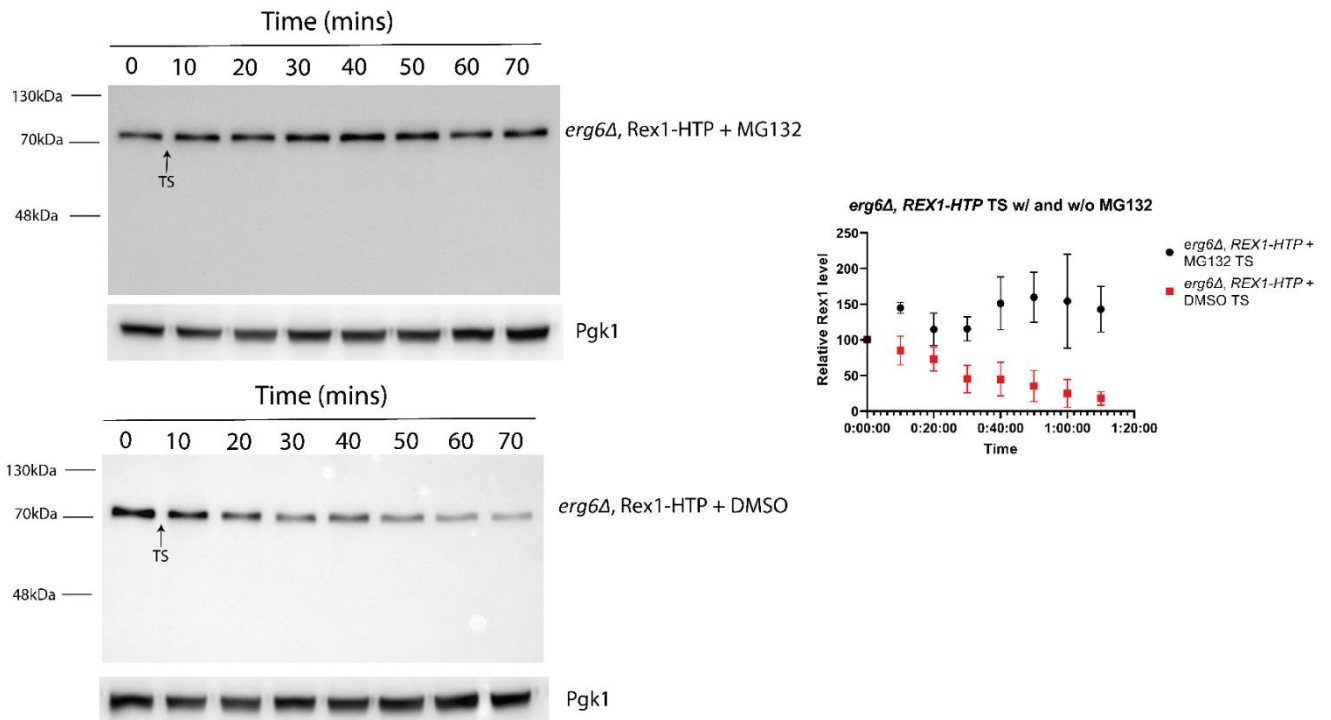 Time (mins)
0 10 20 30 40 50 60 70
130kDa
70kDa
48kDa
TS
erg6Δ, Rex1-HTP + MG132
Pgk1
Time (mins)
0 10 20 30 40 50 60 70
130kDa
70kDa
48kDa
TS
erg6Δ, Rex1-HTP + DMSO
Pgk1
erg6Δ, REX1-HTP TS w/ and w/o MG132
Relative Rex1 level
250
200
150
100
50
0
0:00:00 0:20:00 0:40:00 1:00:00 1:20:00
Time
erg6Δ, REX1-HTP +
MG132 TS
erg6Δ, REX1-HTP +
DMSO TS